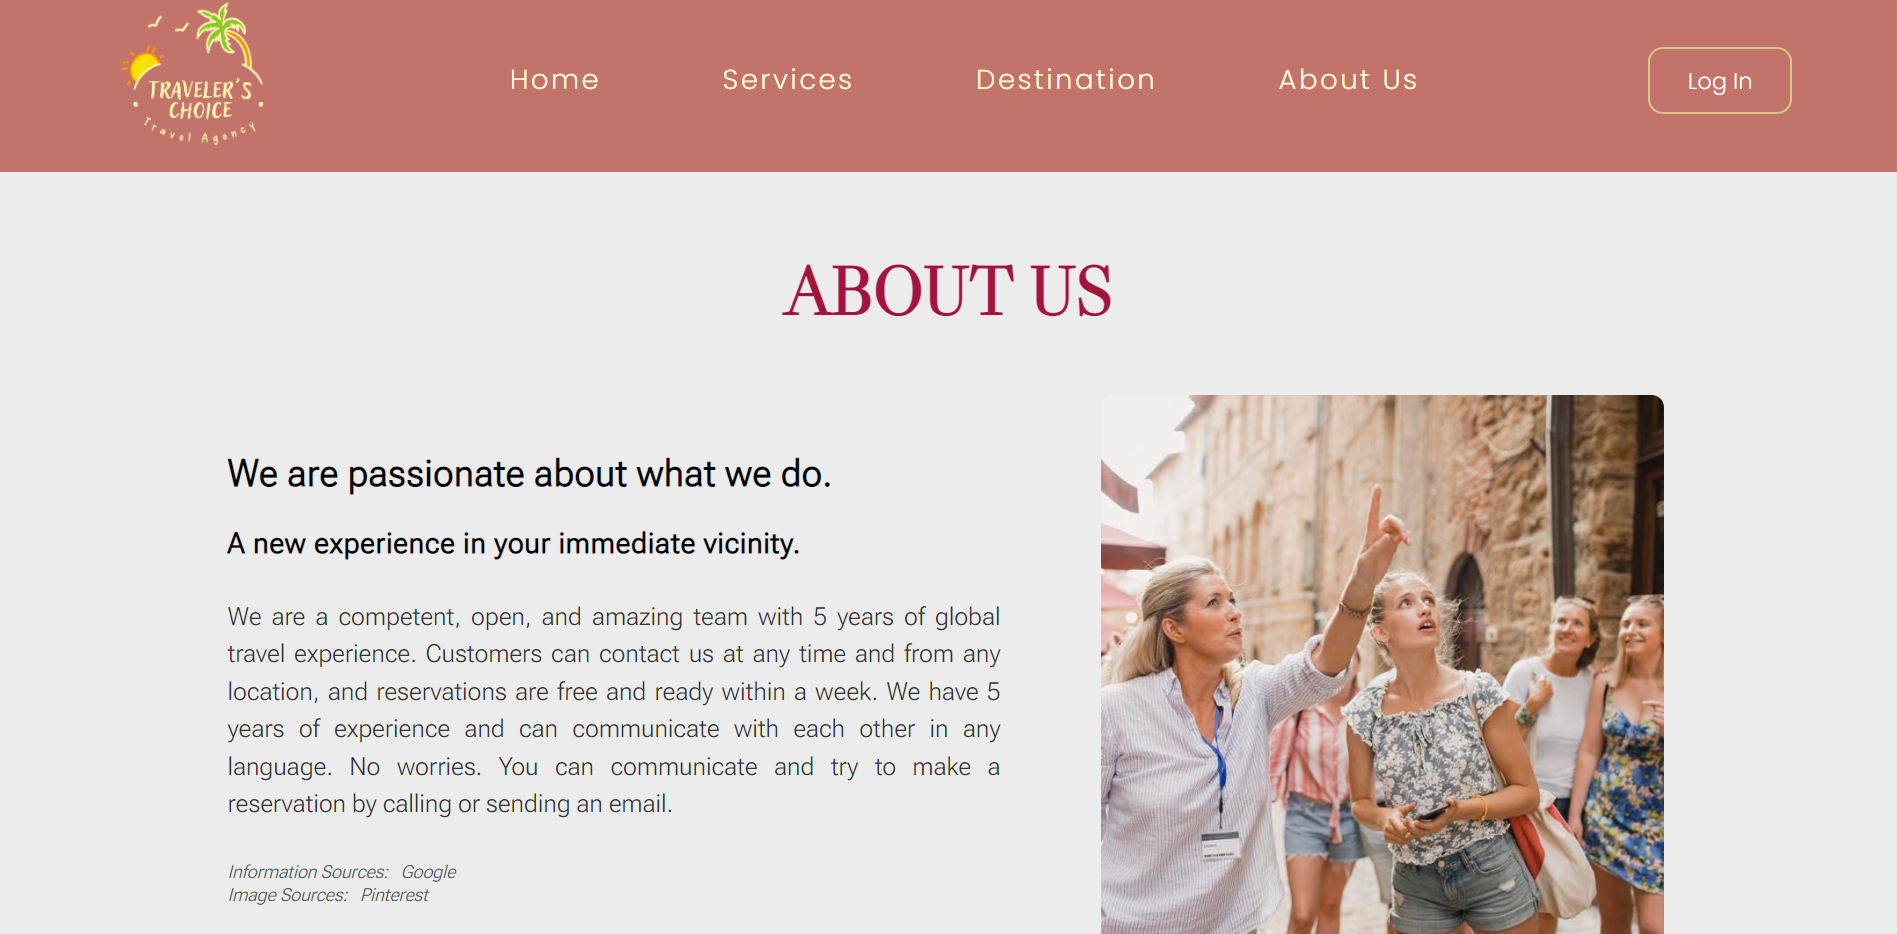 TRAVELER'S
CHOICE
Travel Agency
Home
Services
Destination
About Us
Log In
ABOUT US
We are passionate about what we do.
A new experience in your immediate vicinity.
We are a competent, open, and amazing team with 5 years of global
travel experience. Customers can contact us at any time and from any
location, and reservations are free and ready within a week. We have 5
years of experience and can communicate with each other in any
language. No worries. You can communicate and try to make a
reservation by calling or sending an email.
Information Sources: Google
Image Sources: Pinterest